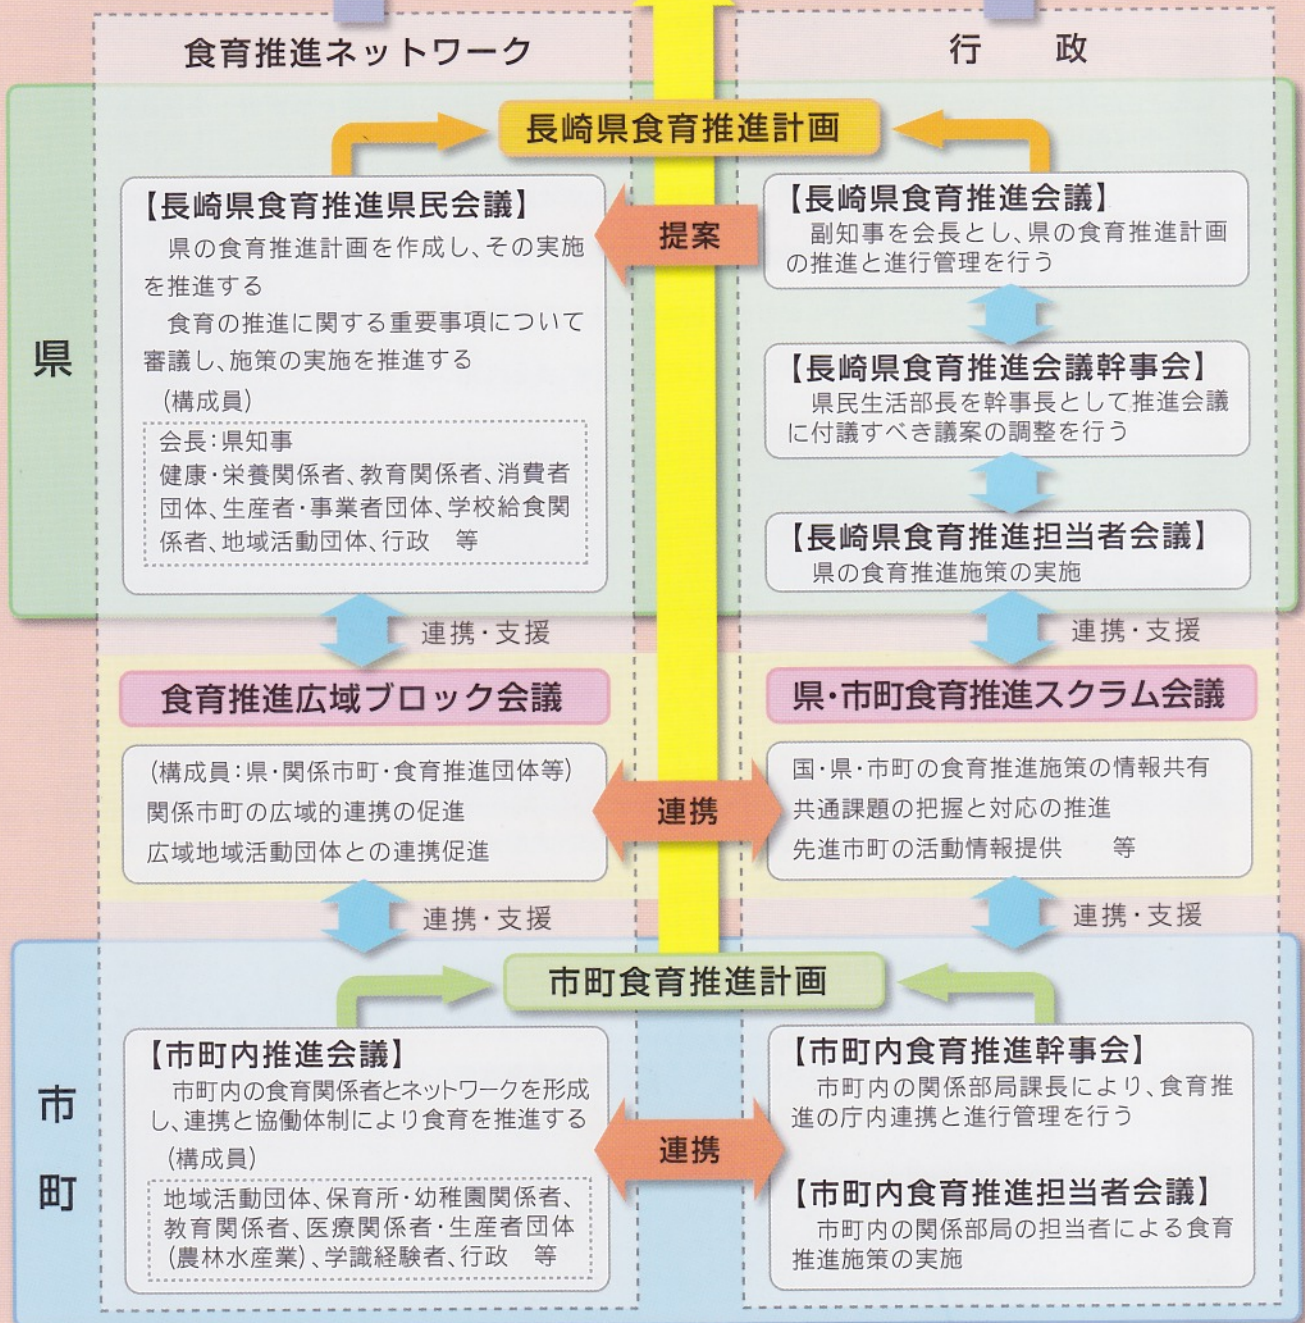 食育推進ネットワーク
行　政
長崎県食育推進計画
県
【長崎県食育推進県民会議】
県の食育推進計画を作成し、その実施
を推進する
食育の推進に関する重要事項について
審議し、施策の実施を推進する
(構成員)
会長：県知事
健康・栄養関係者、教育関係者、消費者
団体、生産者・事業者団体、学校給食関
係者、地域活動団体、行政　等
提案
【長崎県食育推進会議】
副知事を会長とし、県の食育推進計画
の推進と進行管理を行う
【長崎県食育推進会議幹事会】
県民生活部長を幹事長として推進会議
に付議すべき議案の調整を行う
【長崎県食育推進担当者会議】
県の食育推進施策の実施
連携・支援
連携・支援
食育推進広域ブロック会議
(構成員：県・関係市町・食育推進団体等)
関係市町の広域的連携の促進
広域地域活動団体との連携促進
連携
県・市町食育推進スクラム会議
国・県・市町の食育推進施策の情報共有
共通課題の把握と対応の推進
先進市町の活動情報提供　等
連携・支援
連携・支援
市町食育推進計画
市町
【市町内推進会議】
市町内の食育関係者とネットワークを形成
し、連携と協働体制により食育を推進する
(構成員)
地域活動団体、保育所・幼稚園関係者、
教育関係者、医療関係者・生産者団体
(農林水産業)、学識経験者、行政　等
連携
【市町内食育推進幹事会】
市町内の関係部局課長により、食育推
進の庁内連携と進行管理を行う
【市町内食育推進担当者会議】
市町内の関係部局の担当者による食育
推進施策の実施